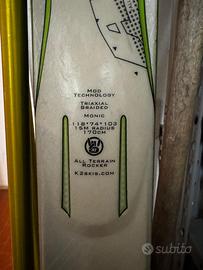 Mod
Technology
Triaxial
Braided
Monic
118*74*103
15m Radius
170cm
All Terrain
Rocker
K2skis.com
subito